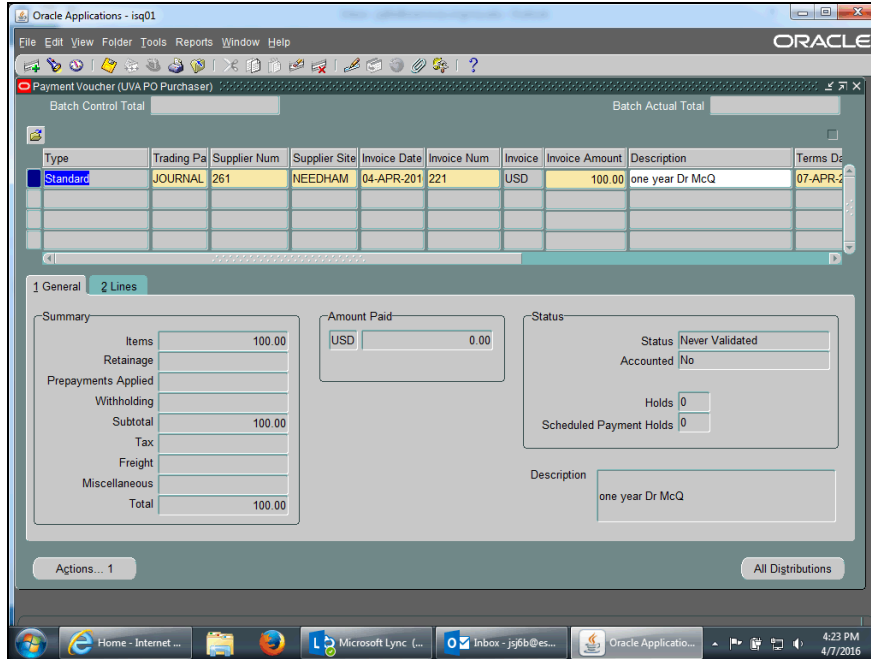 Oracle Applications - isq01
File Edit View Folder Tools Reports Window Help
ORACLE
Payment Voucher (UVA PO Purchaser)
Batch Control Total
Batch Actual Total
Type Trading Pa Supplier Num Supplier Site Invoice Date Invoice Num Invoice Invoice Amount Description Terms Da
Standard JOURNAL 261 NEEDHAM 04-APR-201 221 USD 100.00 one year Dr McQ 07-APR-2
1 General 2 Lines
Summary
Items 100.00
Retainage
Prepayments Applied
Withholding
Subtotal 100.00
Tax
Freight
Miscellaneous
Total 100.00
Amount Paid
USD 0.00
Status
Status Never Validated
Accounted No
Holds 0
Scheduled Payment Holds 0
Description
one year Dr McQ
Actions... 1
All Distributions
Home - Internet ...
Microsoft Lync (...
Inbox - jsj6b@es...
Oracle Applicatio...
4:23 PM
4/7/2016